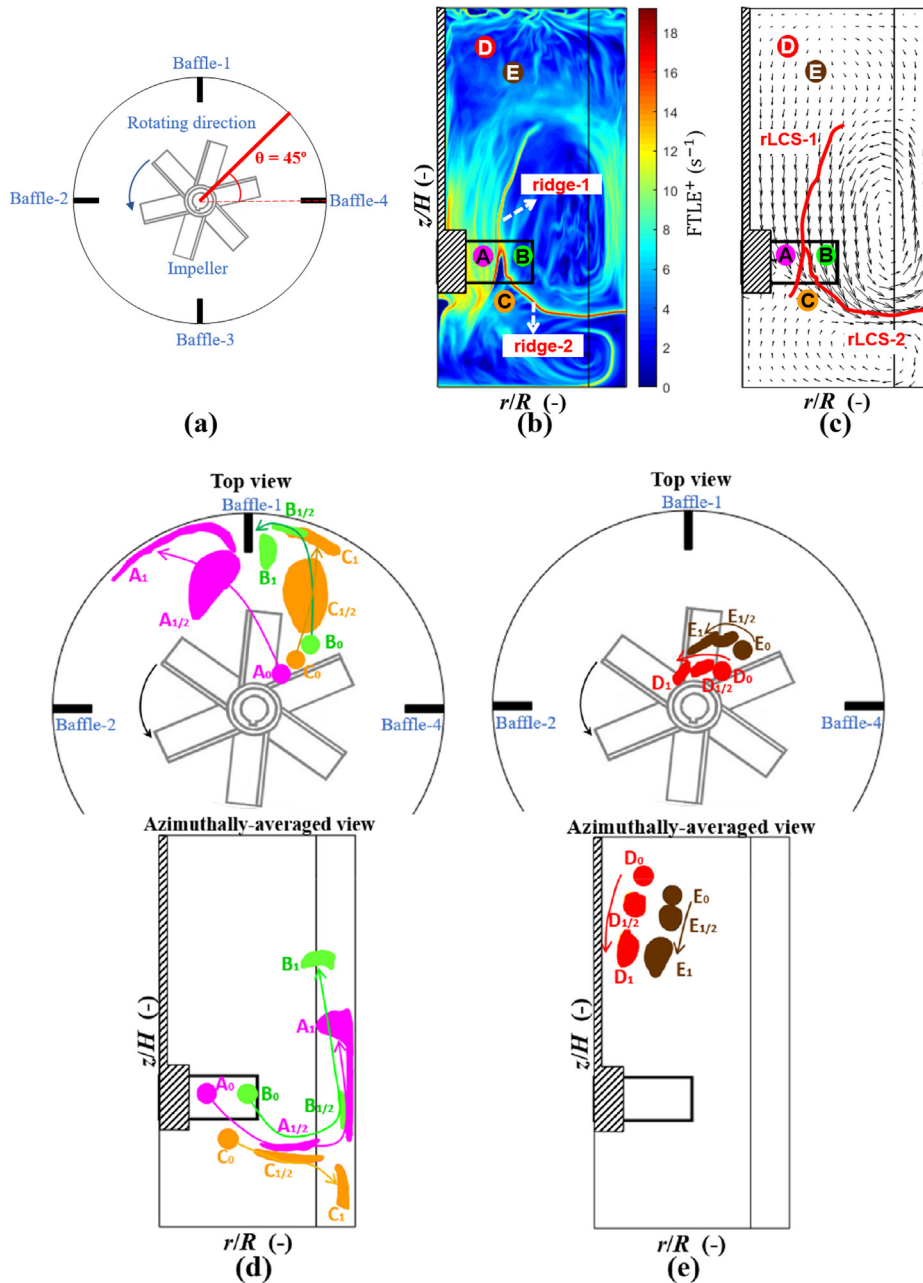 Baffle-1
Rotating direction
θ = 45°
Baffle-2
Baffle-4
Impeller
Baffle-3
(a)
z/H (-)
D
E
ridge-1
A
B
C
ridge-2
r/R (-)
(b)
18
16
14
12
10
8
6
4
2
0
FTLE+ (s−1)
D
E
rLCS-1
A
B
C
rLCS-2
r/R (-)
(c)
Top view
Baffle-1
B1/2
A1
B1
C1
A1/2
C1/2
B0
A0
C0
Baffle-2
Baffle-4
Azimuthally-averaged view
z/H (-)
B1
A1
A0
B0
B1/2
A1/2
C0
C1/2
C1
r/R (-)
(d)
Top view
Baffle-1
E1/2
E1
E0
D1
D1/2
D0
Baffle-2
Baffle-4
Azimuthally-averaged view
z/H (-)
D0
E0
D1/2
E1/2
D1
E1
r/R (-)
(e)